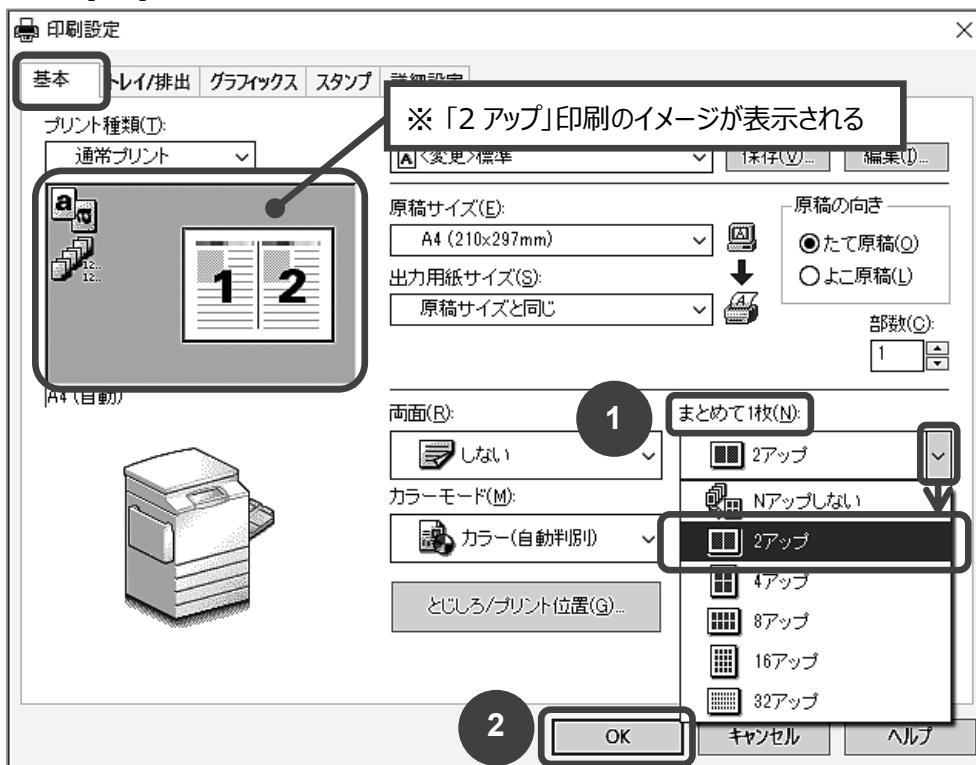 印刷設定
基本 トレイ/排出 グラフィックス スタンプ 詳細設定
※「2 アップ」印刷のイメージが表示される
プリント種類(T):
通常プリント
<変更>標準
保存(V)...
編集(I)...
原稿サイズ(E):
A4 (210x297mm)
出力用紙サイズ(S):
原稿サイズと同じ
原稿の向き
たて原稿(O)
よこ原稿(L)
部数(C):
1
1 2
A4 (自動)
両面(R):
しない
カラーモード(M):
カラー(自動判別)
とじしろ/プリント位置(G)...
1
まとめて1枚(N):
2アップ
Nアップしない
2アップ
4アップ
8アップ
16アップ
32アップ
2
OK
キャンセル
ヘルプ